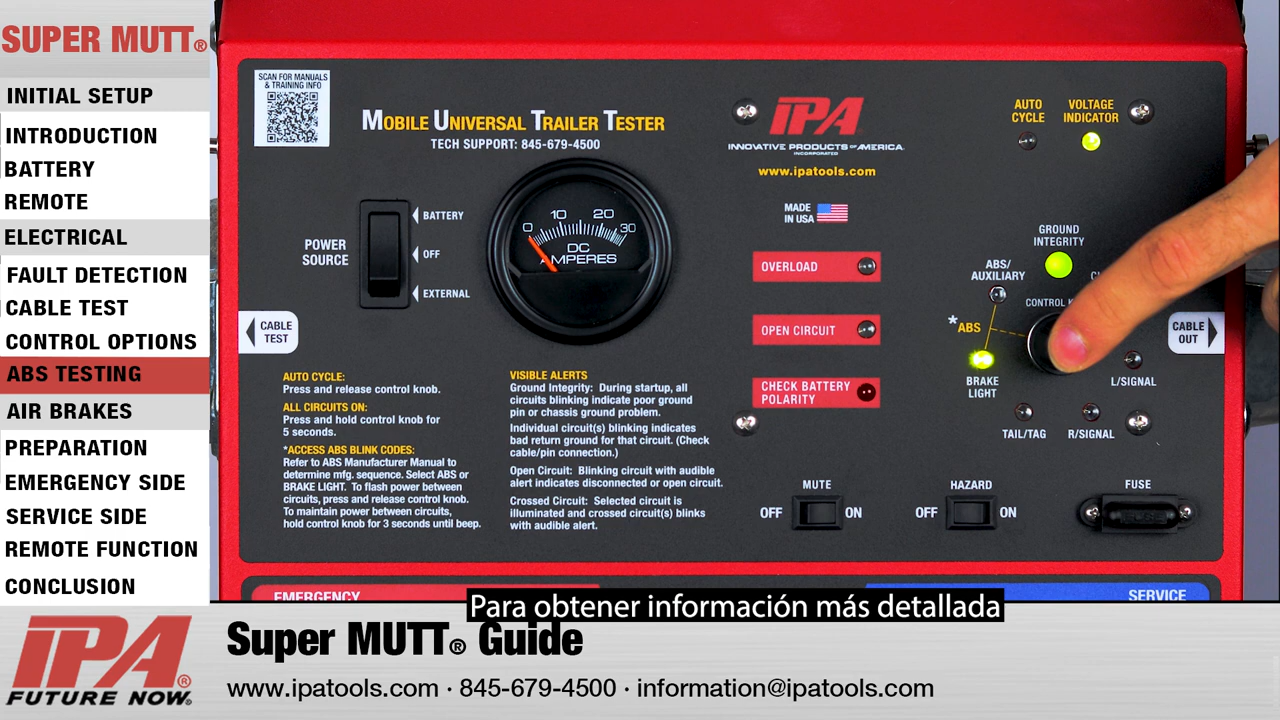 SUPER MUTT®
INITIAL SETUP
INTRODUCTION
BATTERY
REMOTE
ELECTRICAL
FAULT DETECTION
CABLE TEST
CONTROL OPTIONS
ABS TESTING
AIR BRAKES
PREPARATION
EMERGENCY SIDE
SERVICE SIDE
REMOTE FUNCTION
CONCLUSION
IPA®
FUTURE NOW.
SCAN FOR MANUALS
& TRAINING INFO
MOBILE UNIVERSAL TRAILER TESTER
TECH SUPPORT: 845-679-4500
IPA
INNOVATIVE PRODUCTS OF AMERICA
INCORPORATED
www.ipatools.com
MADE
IN USA
AUTO
CYCLE
VOLTAGE
INDICATOR
POWER
SOURCE
BATTERY
OFF
EXTERNAL
0 10 20 30
DC
AMPERES
OVERLOAD
OPEN CIRCUIT
CHECK BATTERY
POLARITY
GROUND
INTEGRITY
ABS/
AUXILIARY
CONTROL
*ABS
BRAKE
LIGHT
TAIL/TAG
R/SIGNAL
L/SIGNAL
CABLE
TEST
CABLE
OUT
AUTO CYCLE:
Press and release control knob.
ALL CIRCUITS ON:
Press and hold control knob for
5 seconds.
*ACCESS ABS BLINK CODES:
Refer to ABS Manufacturer Manual to
determine mfg. sequence. Select ABS or
BRAKE LIGHT. To flash power between
circuits, press and release control knob.
To maintain power between circuits,
hold control knob for 3 seconds until beep.
VISIBLE ALERTS
Ground Integrity: During startup, all
circuits blinking indicate poor ground
pin or chassis ground problem.
Individual circuit(s) blinking indicates
bad return ground for that circuit. (Check
cable/pin connection.)
Open Circuit: Blinking circuit with audible
alert indicates disconnected or open circuit.
Crossed Circuit: Selected circuit is
illuminated and crossed circuit(s) blinks
with audible alert.
MUTE
OFF ON
HAZARD
OFF ON
FUSE
EMERGENCY
SERVICE
Para obtener información más detallada
Super MUTT® Guide
www.ipatools.com · 845-679-4500 · information@ipatools.com